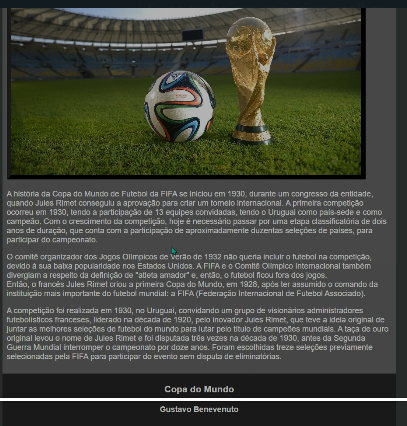 A história da Copa do Mundo de Futebol da FIFA se iniciou em 1930, durante um congresso da entidade,
quando Jules Rimet conseguiu a aprovação para criar um torneio internacional. A primeira competição
ocorreu em 1930, tendo a participação de 13 equipes convidadas, tendo o Uruguai como país-sede e como
campeão. Com o crescimento da competição, hoje é necessário passar por uma etapa classificatória de dois
anos de duração, que conta com a participação de aproximadamente duzentas seleções de países, para
participar do campeonato.
O comitê organizador dos Jogos Olímpicos de Verão de 1932 não queria incluir o futebol na competição,
devido à sua baixa popularidade nos Estados Unidos. A FIFA e o Comitê Olímpico Internacional também
divergiam a respeito da definição de "atleta amador" e, então, o futebol ficou fora dos jogos.
Então, o francês Jules Rimet criou a primeira Copa do Mundo, em 1928, após ter assumido o comando da
instituição mais importante do futebol mundial: a FIFA (Federação Internacional de Futebol Associado).
A competição foi realizada em 1930, no Uruguai, convidando um grupo de visionários administradores
futebolísticos franceses, liderado na década de 1920, pelo inovador Jules Rimet, que teve a ideia original de
juntar as melhores seleções de futebol do mundo para lutar pelo título de campeões mundiais. A taça de ouro
original levou o nome de Jules Rimet e foi disputada três vezes na década de 1930, antes da Segunda
Guerra Mundial interromper o campeonato por doze anos. Foram escolhidas treze seleções previamente
selecionadas pela FIFA para participar do evento sem disputa de eliminatórias.
Copa do Mundo
Gustavo Benevenuto